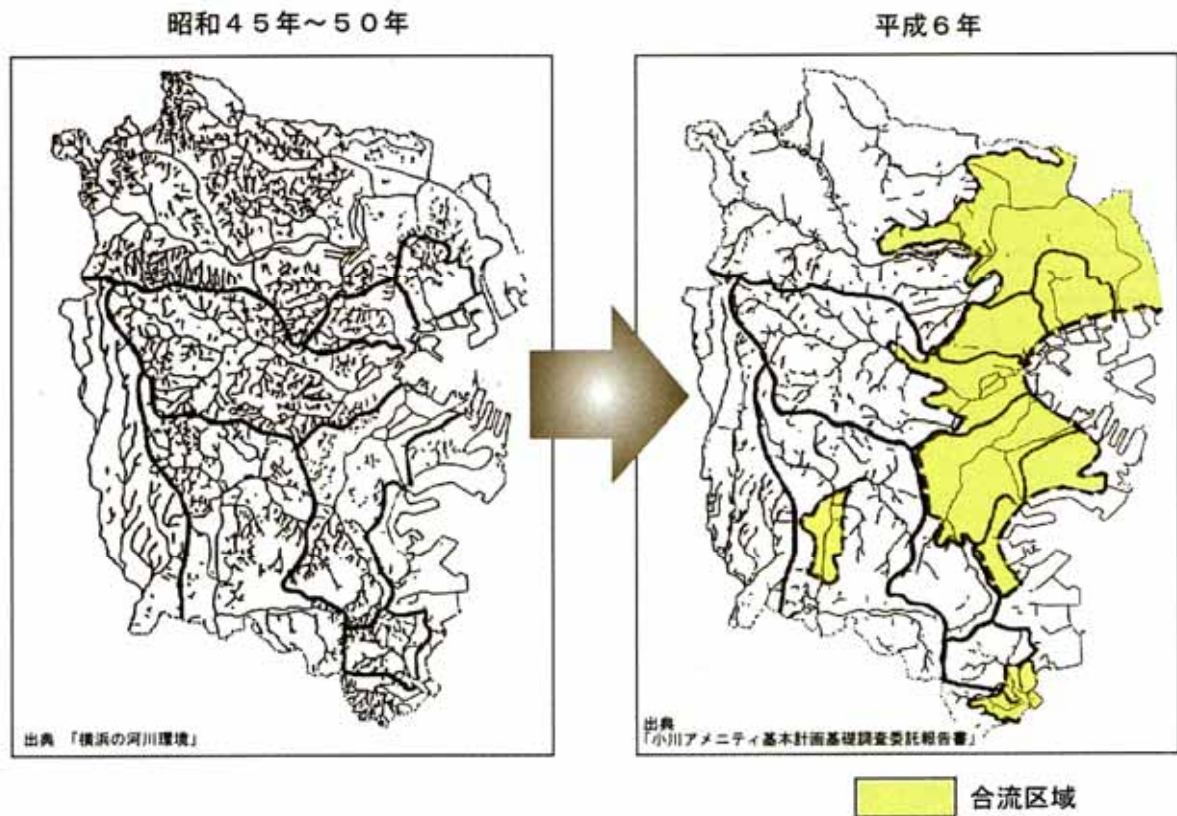 昭和４５年～５０年
平成６年
出典 「横浜の河川環境」
出典
「小川アメニティ基本計画基礎調査委託報告書」
合流区域